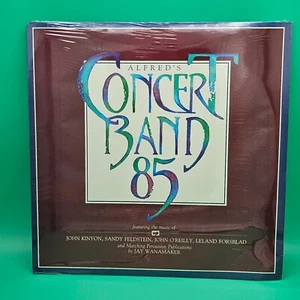 ALFRED'S
CONCERT
BAND
85
featuring the music of
JOHN KINYON, SANDY FELDSTEIN, JOHN O'REILLY, LELAND FORSBLAD
and Marching Percussion Publications
by JAY WANAMAKER